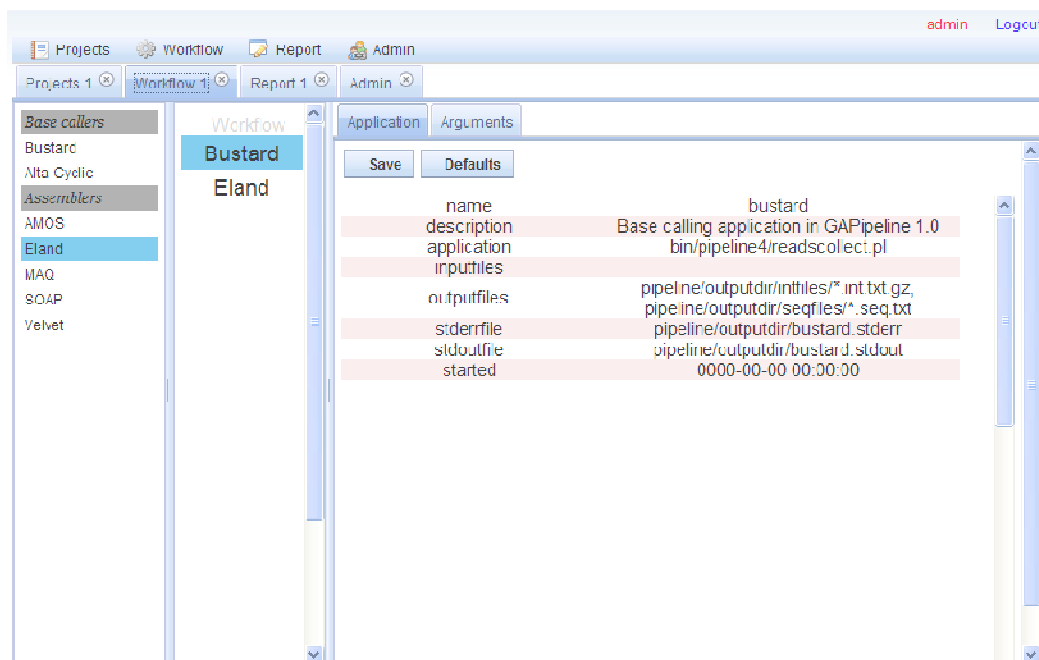 admin Logout
Projects Workflow Report Admin
Projects 1 Workflow 1 Report 1 Admin
Base callers
Bustard
Alta Cyclic
Assemblers
AMOS
Eland
MAQ
SOAP
Velvet
Workflow
Bustard
Eland
Application Arguments
Save Defaults
name bustard
description Base calling application in GAPipeline 1.0
application bin/pipeline4/readscollect.pl
inputfiles
outputfiles pipeline/outputdir/intfiles/*.int.txt.gz,
pipeline/outputdir/seqfiles/*.seq.txt
stderrfile pipeline/outputdir/bustard.stderr
stdoutfile pipeline/outputdir/bustard.stdout
started 0000-00-00 00:00:00